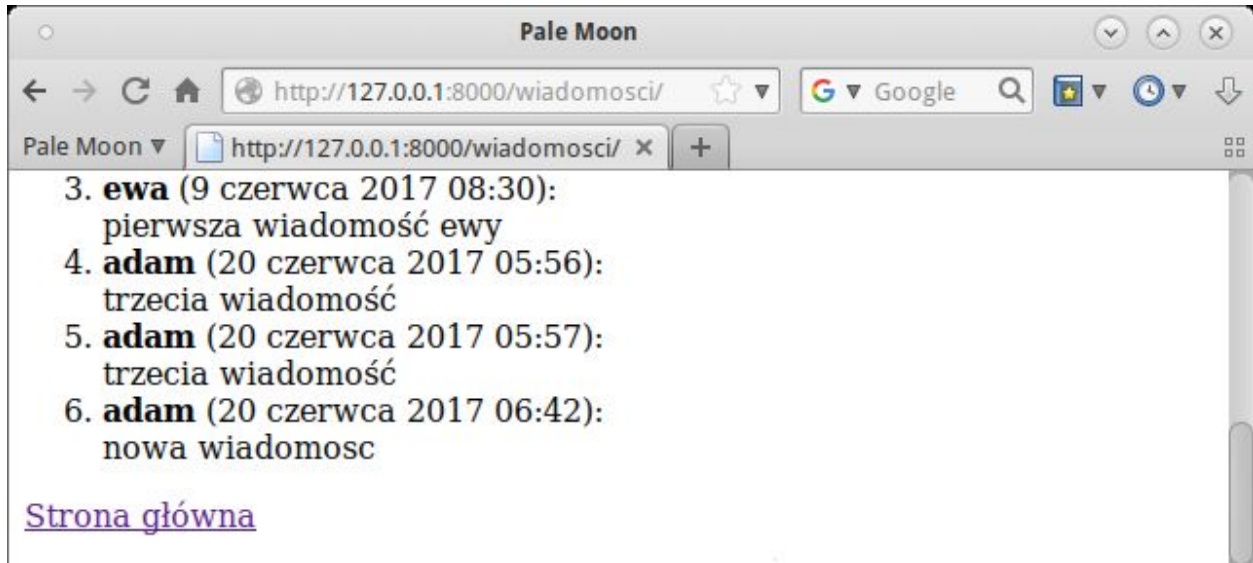 Pale Moon
http://127.0.0.1:8000/wiadomosci/
Google
Pale Moon
http://127.0.0.1:8000/wiadomosci/
3. ewa (9 czerwca 2017 08:30):
pierwsza wiadomość ewy
4. adam (20 czerwca 2017 05:56):
trzecia wiadomość
5. adam (20 czerwca 2017 05:57):
trzecia wiadomość
6. adam (20 czerwca 2017 06:42):
nowa wiadomosc
Strona główna